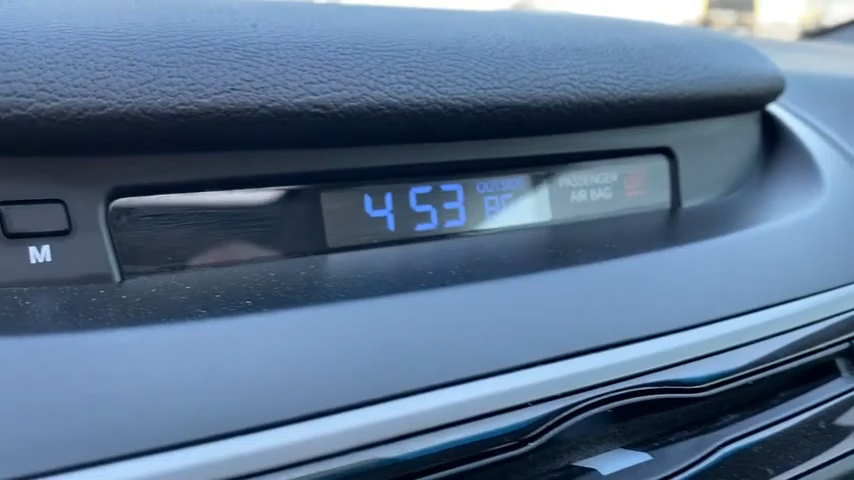 M
4 53
OUTSIDE
PASSENGER
AIR BAG